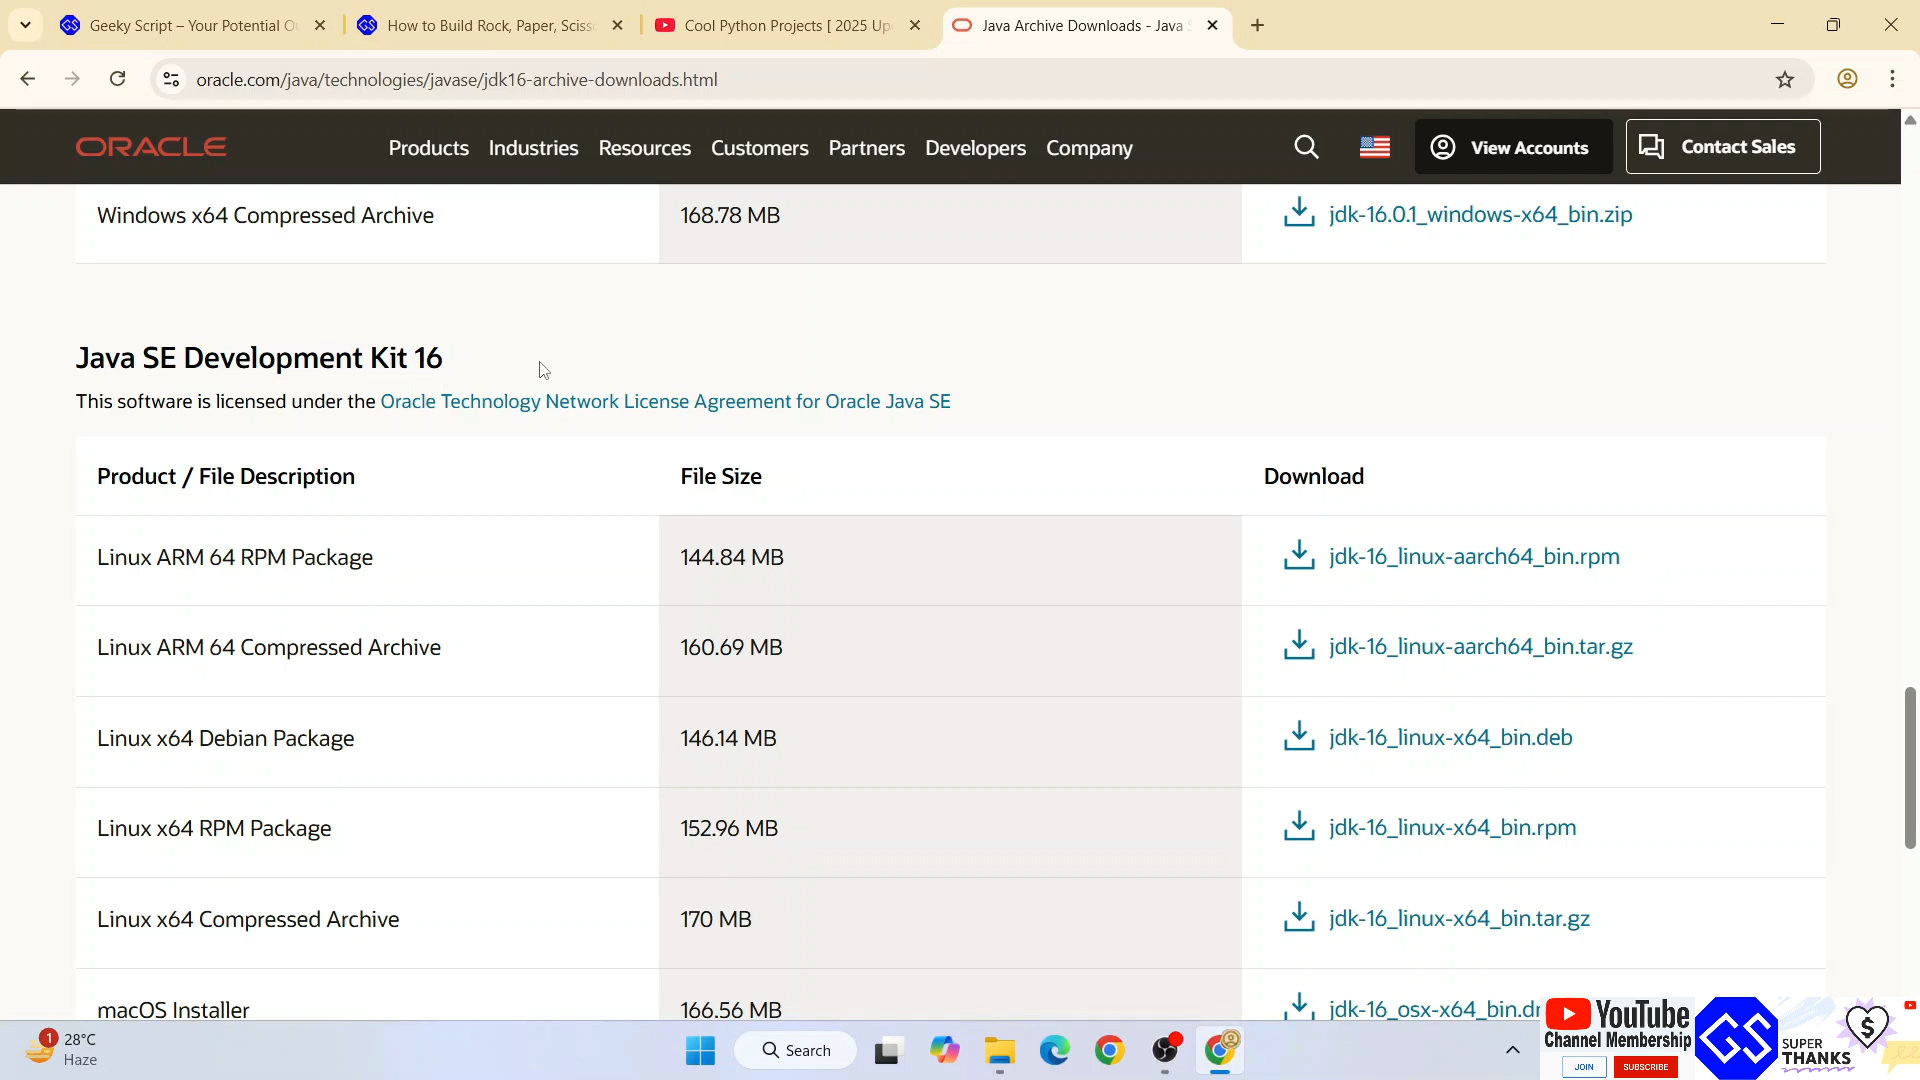 Geeky Script – Your Potential O
How to Build Rock, Paper, Sciss
Cool Python Projects [ 2025 Up
Java Archive Downloads - Java S
oracle.com/java/technologies/javase/jdk16-archive-downloads.html
ORACLE
Products Industries Resources Customers Partners Developers Company
View Accounts
Contact Sales
Windows x64 Compressed Archive 168.78 MB jdk-16.0.1_windows-x64_bin.zip
Java SE Development Kit 16
This software is licensed under the Oracle Technology Network License Agreement for Oracle Java SE
Product / File Description File Size Download
Linux ARM 64 RPM Package 144.84 MB jdk-16_linux-aarch64_bin.rpm
Linux ARM 64 Compressed Archive 160.69 MB jdk-16_linux-aarch64_bin.tar.gz
Linux x64 Debian Package 146.14 MB jdk-16_linux-x64_bin.deb
Linux x64 RPM Package 152.96 MB jdk-16_linux-x64_bin.rpm
Linux x64 Compressed Archive 170 MB jdk-16_linux-x64_bin.tar.gz
macOS Installer 166.56 MB jdk-16_osx-x64_bin.d
1
28°C
Haze
Search
YouTube
Channel Membership
JOIN SUBSCRIBE
GS
$
SUPER
THANKS